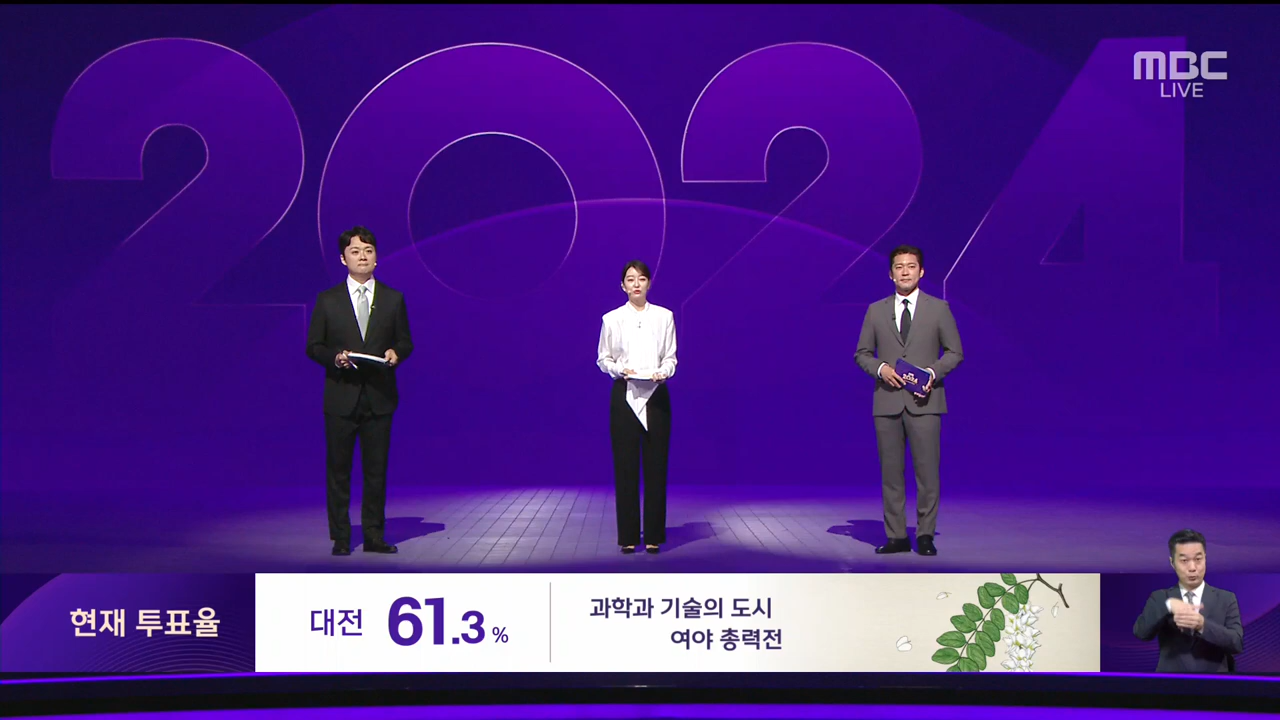 2024
MBC
LIVE
현재 투표율
대전 61.3 %
과학과 기술의 도시
여야 총력전